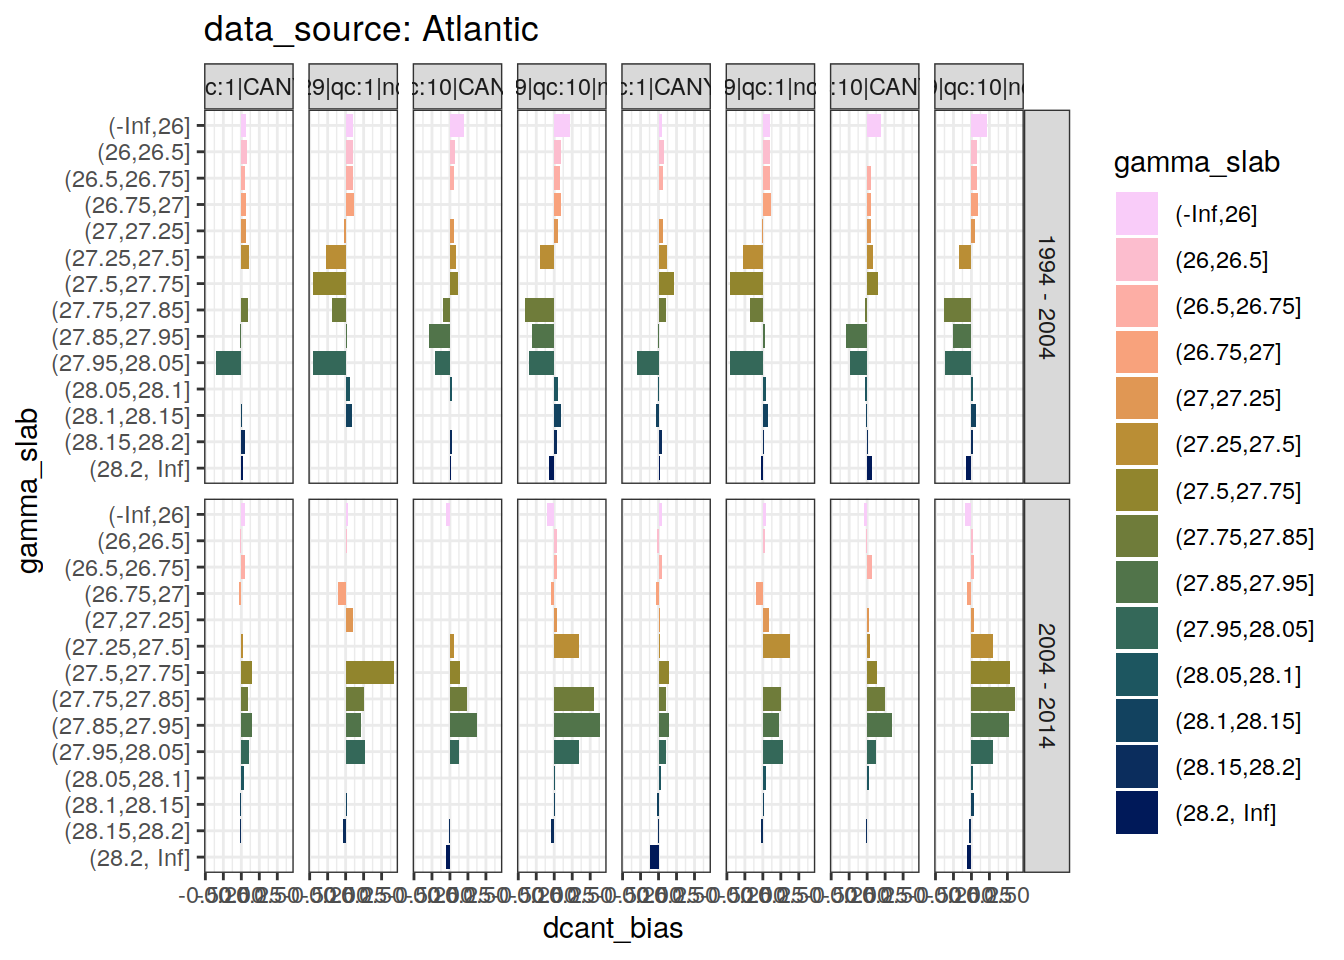 data_source: Atlantic
c:1|CAN
29|qc:1|no
c:10|CAN
9|qc:10|n
c:1|CANY
9|qc:1|no
:10|CANY
|qc:10|no
(-Inf,26]
(26,26.5]
(26.5,26.75]
(26.75,27]
(27,27.25]
(27.25,27.5]
(27.5,27.75]
(27.75,27.85]
(27.85,27.95]
(27.95,28.05]
(28.05,28.1]
(28.1,28.15]
(28.15,28.2]
(28.2, Inf]
1994 - 2004
(-Inf,26]
(26,26.5]
(26.5,26.75]
(26.75,27]
(27,27.25]
(27.25,27.5]
(27.5,27.75]
(27.75,27.85]
(27.85,27.95]
(27.95,28.05]
(28.05,28.1]
(28.1,28.15]
(28.15,28.2]
(28.2, Inf]
2004 - 2014
gamma_slab
dcant_bias
gamma_slab
(-Inf,26]
(26,26.5]
(26.5,26.75]
(26.75,27]
(27,27.25]
(27.25,27.5]
(27.5,27.75]
(27.75,27.85]
(27.85,27.95]
(27.95,28.05]
(28.05,28.1]
(28.1,28.15]
(28.15,28.2]
(28.2, Inf]